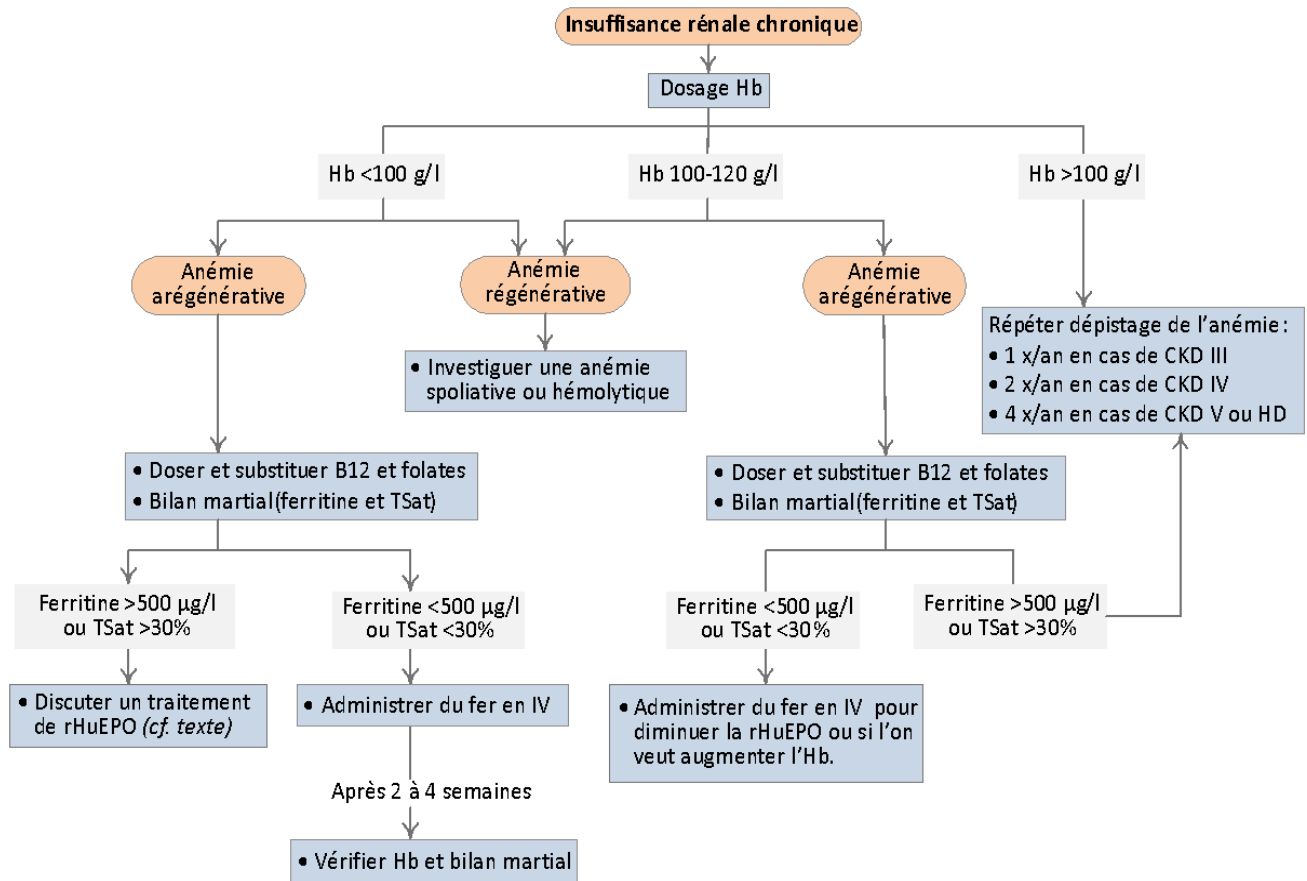 Insuffisance rénale chronique
Dosage Hb
Hb <100 g/l
Hb 100-120 g/l
Hb >100 g/l
Anémie
arégénérative
Anémie
régénérative
Anémie
arégénérative
• Investiguer une anémie
spoliative ou hémolytique
Répéter dépistage de l'anémie :
• 1 x/an en cas de CKD III
• 2 x/an en cas de CKD IV
• 4 x/an en cas de CKD V ou HD
• Doser et substituer B12 et folates
• Bilan martial(ferritine et TSat)
• Doser et substituer B12 et folates
• Bilan martial(ferritine et TSat)
Ferritine >500 µg/l
ou TSat >30%
Ferritine <500 µg/l
ou TSat <30%
Ferritine <500 µg/l
ou TSat <30%
Ferritine >500 µg/l
ou TSat >30%
• Discuter un traitement
de rHuEPO (cf. texte)
• Administrer du fer en IV
• Administrer du fer en IV pour
diminuer la rHuEPO ou si l'on
veut augmenter l'Hb.
Après 2 à 4 semaines
• Vérifier Hb et bilan martial